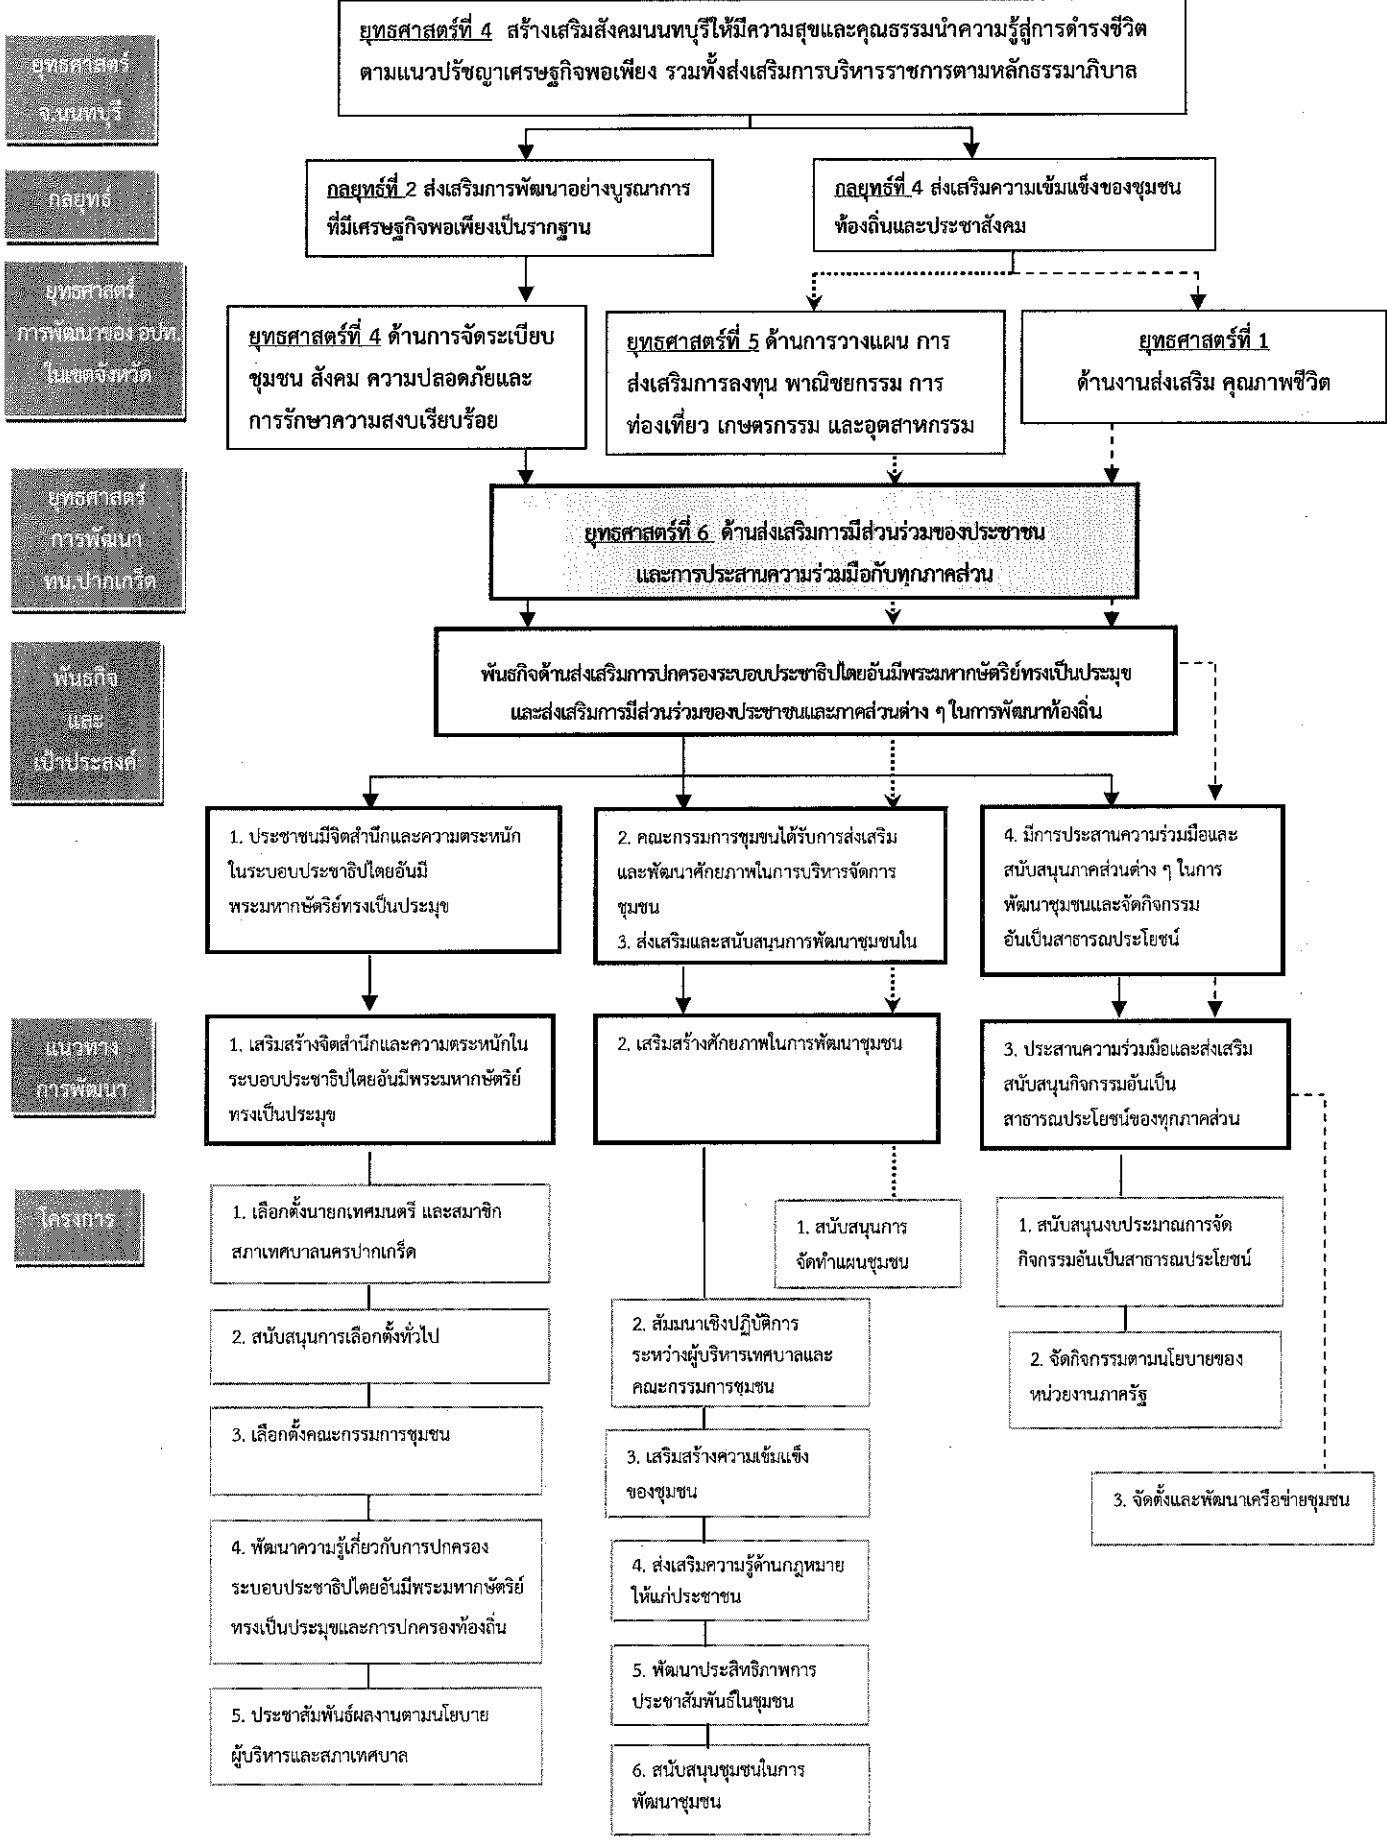 ยุทธศาสตร์ที่ 4 สร้างเสริมสังคมนนทบุรีให้มีความสุขและคุณธรรมนำความรู้สู่การดำรงชีวิต
ตามแนวปรัชญาเศรษฐกิจพอเพียง รวมทั้งส่งเสริมการบริหารราชการตามหลักธรรมาภิบาล
ยุทธศาสตร์
จ.นนทบุรี
กลยุทธ์
กลยุทธ์ที่ 2 ส่งเสริมการพัฒนาอย่างบูรณาการ
ที่มีเศรษฐกิจพอเพียงเป็นรากฐาน
กลยุทธ์ที่ 4 ส่งเสริมความเข้มแข็งของชุมชน
ท้องถิ่นและประชาสังคม
ยุทธศาสตร์
การพัฒนาของ อปท.
ในเขตจังหวัด
ยุทธศาสตร์ที่ 4 ด้านการจัดระเบียบ
ชุมชน สังคม ความปลอดภัยและ
การรักษาความสงบเรียบร้อย
ยุทธศาสตร์ที่ 5 ด้านการวางแผน การ
ส่งเสริมการลงทุน พาณิชยกรรม การ
ท่องเที่ยว เกษตรกรรม และอุตสาหกรรม
ยุทธศาสตร์ที่ 1
ด้านงานส่งเสริม คุณภาพชีวิต
ยุทธศาสตร์
การพัฒนา
ทน.ปากเกร็ด
ยุทธศาสตร์ที่ 6 ด้านส่งเสริมการมีส่วนร่วมของประชาชน
และการประสานความร่วมมือกับทุกภาคส่วน
พันธกิจ
และ
เป้าประสงค์
พันธกิจด้านส่งเสริมการปกครองระบอบประชาธิปไตยอันมีพระมหากษัตริย์ทรงเป็นประมุข
และส่งเสริมการมีส่วนร่วมของประชาชนและภาคส่วนต่าง ๆ ในการพัฒนาท้องถิ่น
1. ประชาชนมีจิตสำนึกและความตระหนัก
ในระบอบประชาธิปไตยอันมี
พระมหากษัตริย์ทรงเป็นประมุข
2. คณะกรรมการชุมชนได้รับการส่งเสริม
และพัฒนาศักยภาพในการบริหารจัดการ
ชุมชน
3. ส่งเสริมและสนับสนุนการพัฒนาชุมชนใน
4. มีการประสานความร่วมมือและ
สนับสนุนภาคส่วนต่าง ๆ ในการ
พัฒนาชุมชนและจัดกิจกรรม
อันเป็นสาธารณประโยชน์
แนวทาง
การพัฒนา
1. เสริมสร้างจิตสำนึกและความตระหนักใน
ระบอบประชาธิปไตยอันมีพระมหากษัตริย์
ทรงเป็นประมุข
2. เสริมสร้างศักยภาพในการพัฒนาชุมชน
3. ประสานความร่วมมือและส่งเสริม
สนับสนุนกิจกรรมอันเป็น
สาธารณประโยชน์ของทุกภาคส่วน
โครงการ
1. เลือกตั้งนายกเทศมนตรี และสมาชิก
สภาเทศบาลนครปากเกร็ด
2. สนับสนุนการเลือกตั้งทั่วไป
3. เลือกตั้งคณะกรรมการชุมชน
4. พัฒนาความรู้เกี่ยวกับการปกครอง
ระบอบประชาธิปไตยอันมีพระมหากษัตริย์
ทรงเป็นประมุขและการปกครองท้องถิ่น
5. ประชาสัมพันธ์ผลงานตามนโยบาย
ผู้บริหารและสภาเทศบาล
1. สนับสนุนการ
จัดทำแผนชุมชน
2. สัมมนาเชิงปฏิบัติการ
ระหว่างผู้บริหารเทศบาลและ
คณะกรรมการชุมชน
3. เสริมสร้างความเข้มแข็ง
ของชุมชน
4. ส่งเสริมความรู้ด้านกฎหมาย
ให้แก่ประชาชน
5. พัฒนาประสิทธิภาพการ
ประชาสัมพันธ์ในชุมชน
6. สนับสนุนชุมชนในการ
พัฒนาชุมชน
1. สนับสนุนงบประมาณการจัด
กิจกรรมอันเป็นสาธารณประโยชน์
2. จัดกิจกรรมตามนโยบายของ
หน่วยงานภาครัฐ
3. จัดตั้งและพัฒนาเครือข่ายชุมชน